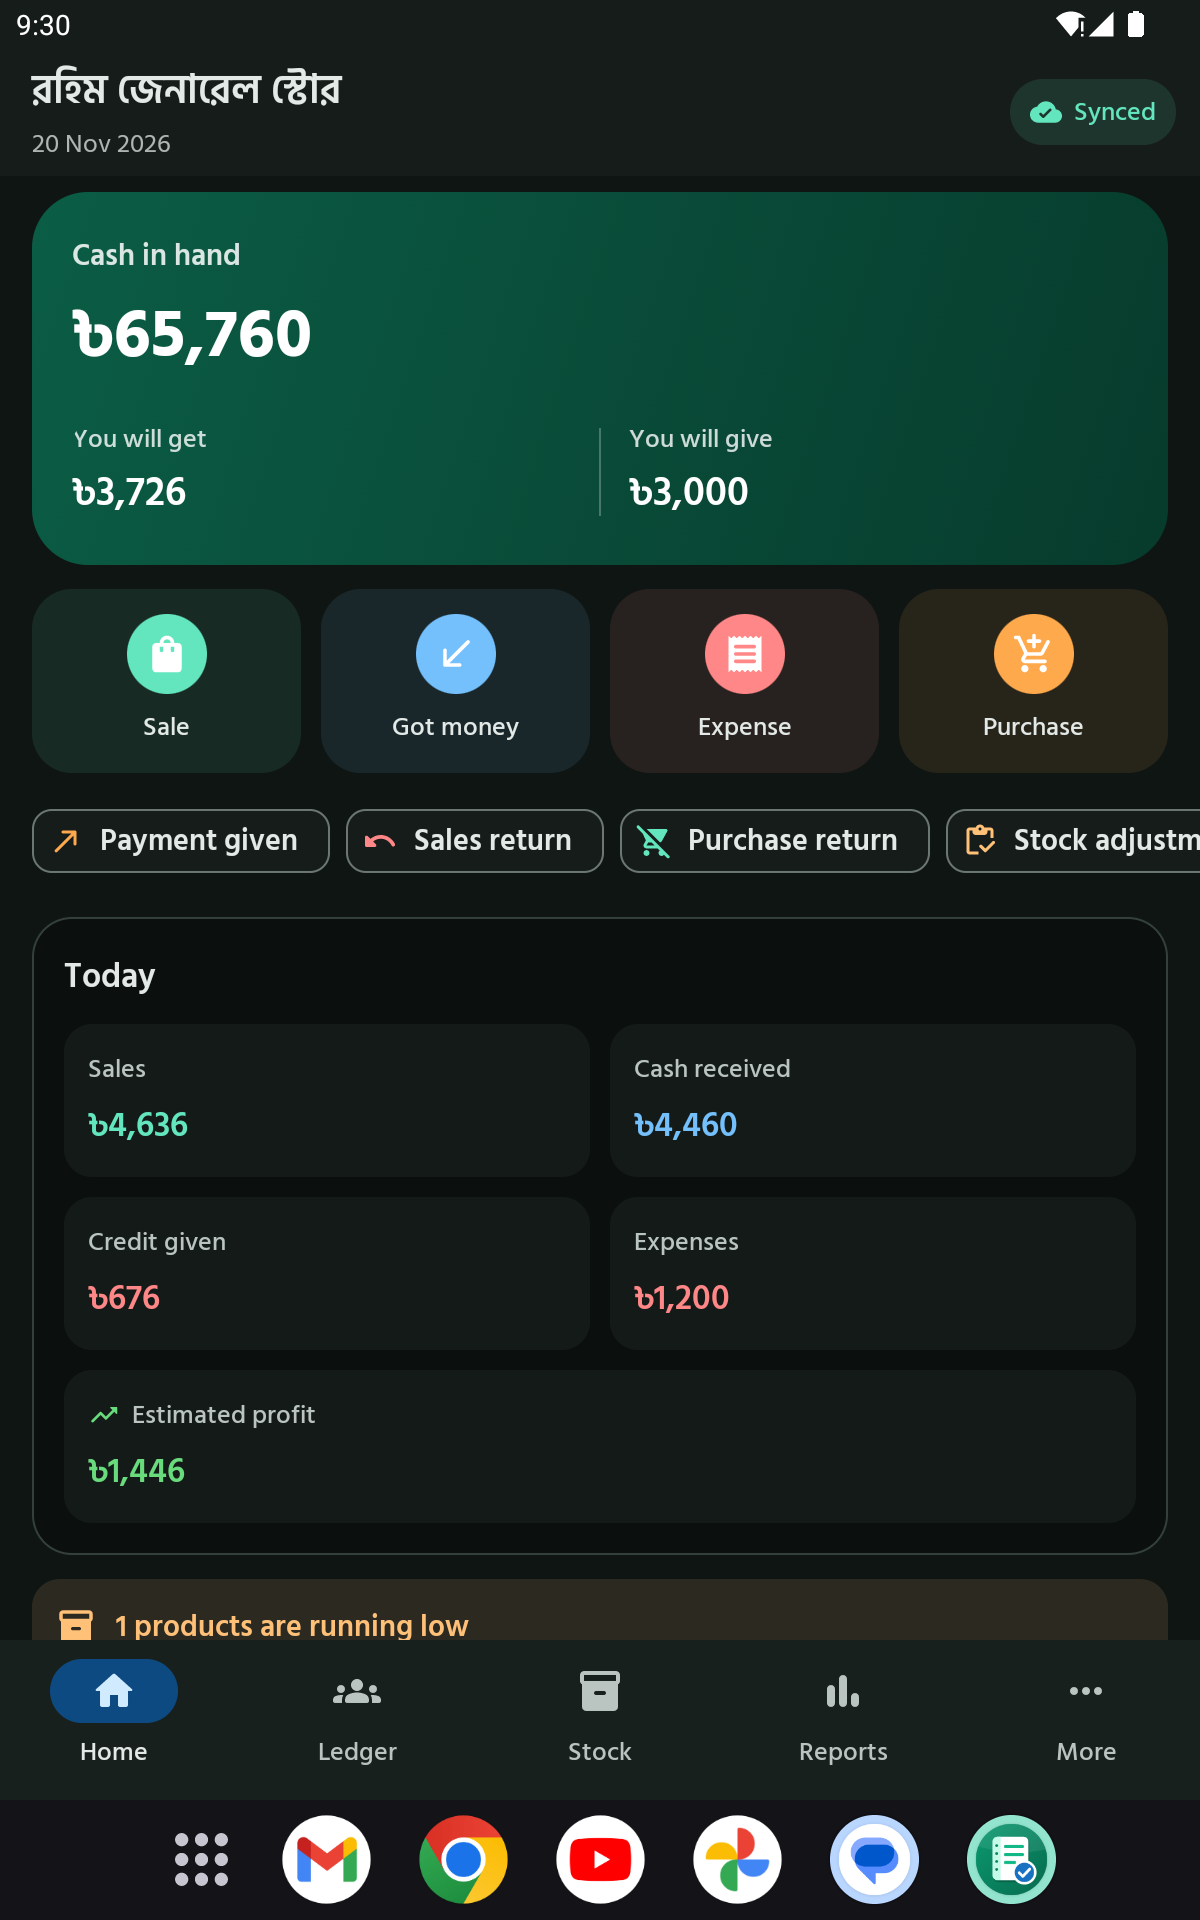 9:30
রহিম জেনারেল স্টোর
20 Nov 2026
Synced
Cash in hand
৳65,760
You will get
৳3,726
You will give
৳3,000
Sale
Got money
Expense
Purchase
Payment given
Sales return
Purchase return
Stock adjustm
Today
Sales
৳4,636
Cash received
৳4,460
Credit given
৳676
Expenses
৳1,200
Estimated profit
৳1,446
1 products are running low
Home
Ledger
Stock
Reports
More